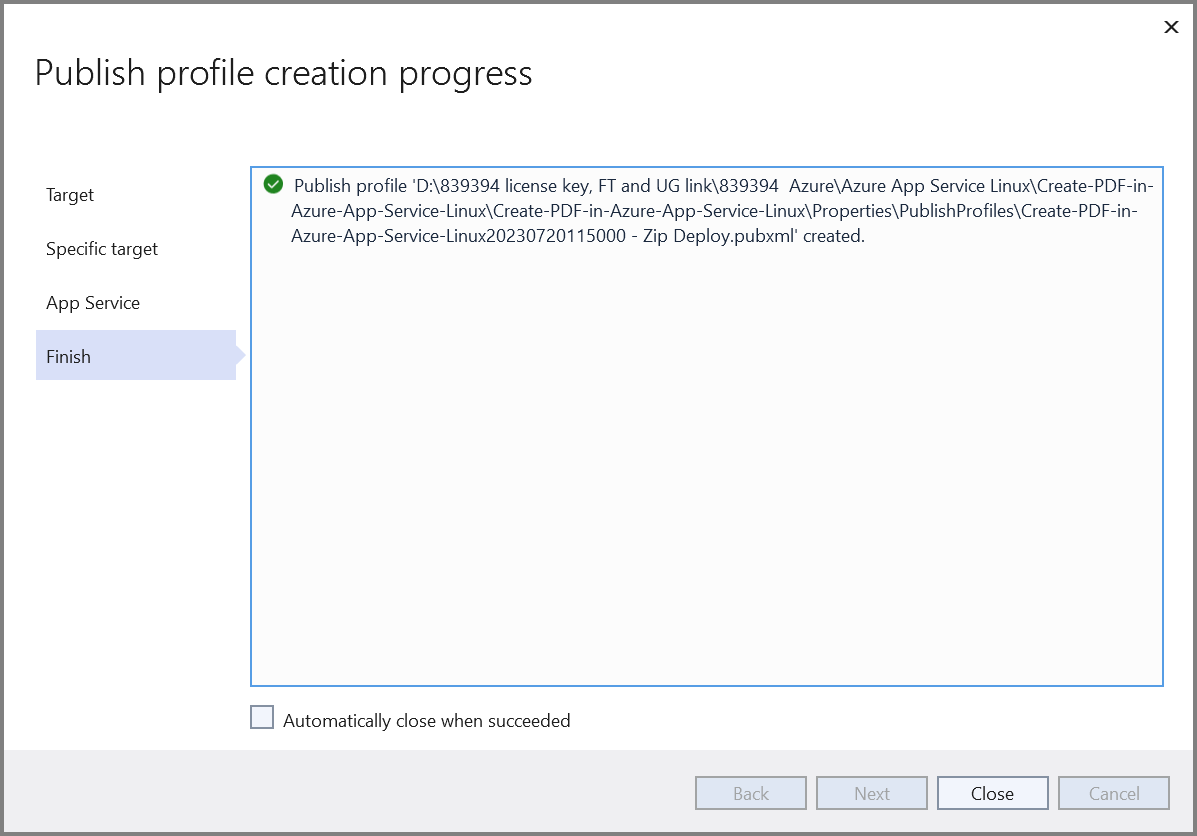 Publish profile creation progress
Target
Specific target
App Service
Finish
Publish profile 'D:\839394 license key, FT and UG link\839394  Azure\Azure App Service Linux\Create-PDF-in-
Azure-App-Service-Linux\Create-PDF-in-Azure-App-Service-Linux\Properties\PublishProfiles\Create-PDF-in-
Azure-App-Service-Linux20230720115000 - Zip Deploy.pubxml' created.
Automatically close when succeeded
Back
Next
Close
Cancel